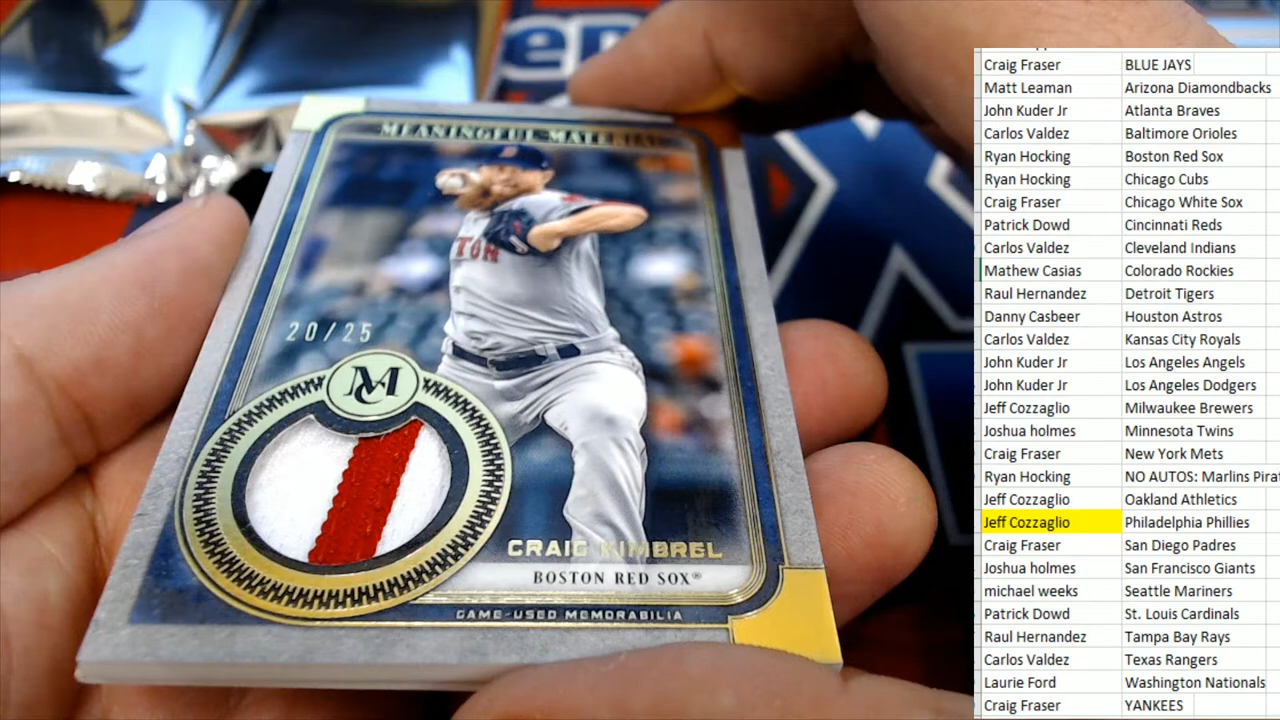 MEANINGFUL MATERIAL
TON
20/25
M
CRAIG KIMBREL
BOSTON RED SOX®
GAME-USED MEMORABILIA
Craig Fraser BLUE JAYS
Matt Leaman Arizona Diamondbacks
John Kuder Jr Atlanta Braves
Carlos Valdez Baltimore Orioles
Ryan Hocking Boston Red Sox
Ryan Hocking Chicago Cubs
Craig Fraser Chicago White Sox
Patrick Dowd Cincinnati Reds
Carlos Valdez Cleveland Indians
Mathew Casias Colorado Rockies
Raul Hernandez Detroit Tigers
Danny Casbeer Houston Astros
Carlos Valdez Kansas City Royals
John Kuder Jr Los Angeles Angels
John Kuder Jr Los Angeles Dodgers
Jeff Cozzaglio Milwaukee Brewers
Joshua holmes Minnesota Twins
Craig Fraser New York Mets
Ryan Hocking NO AUTOS: Marlins Pirat
Jeff Cozzaglio Oakland Athletics
Jeff Cozzaglio Philadelphia Phillies
Craig Fraser San Diego Padres
Joshua holmes San Francisco Giants
michael weeks Seattle Mariners
Patrick Dowd St. Louis Cardinals
Raul Hernandez Tampa Bay Rays
Carlos Valdez Texas Rangers
Laurie Ford Washington Nationals
Craig Fraser YANKEES